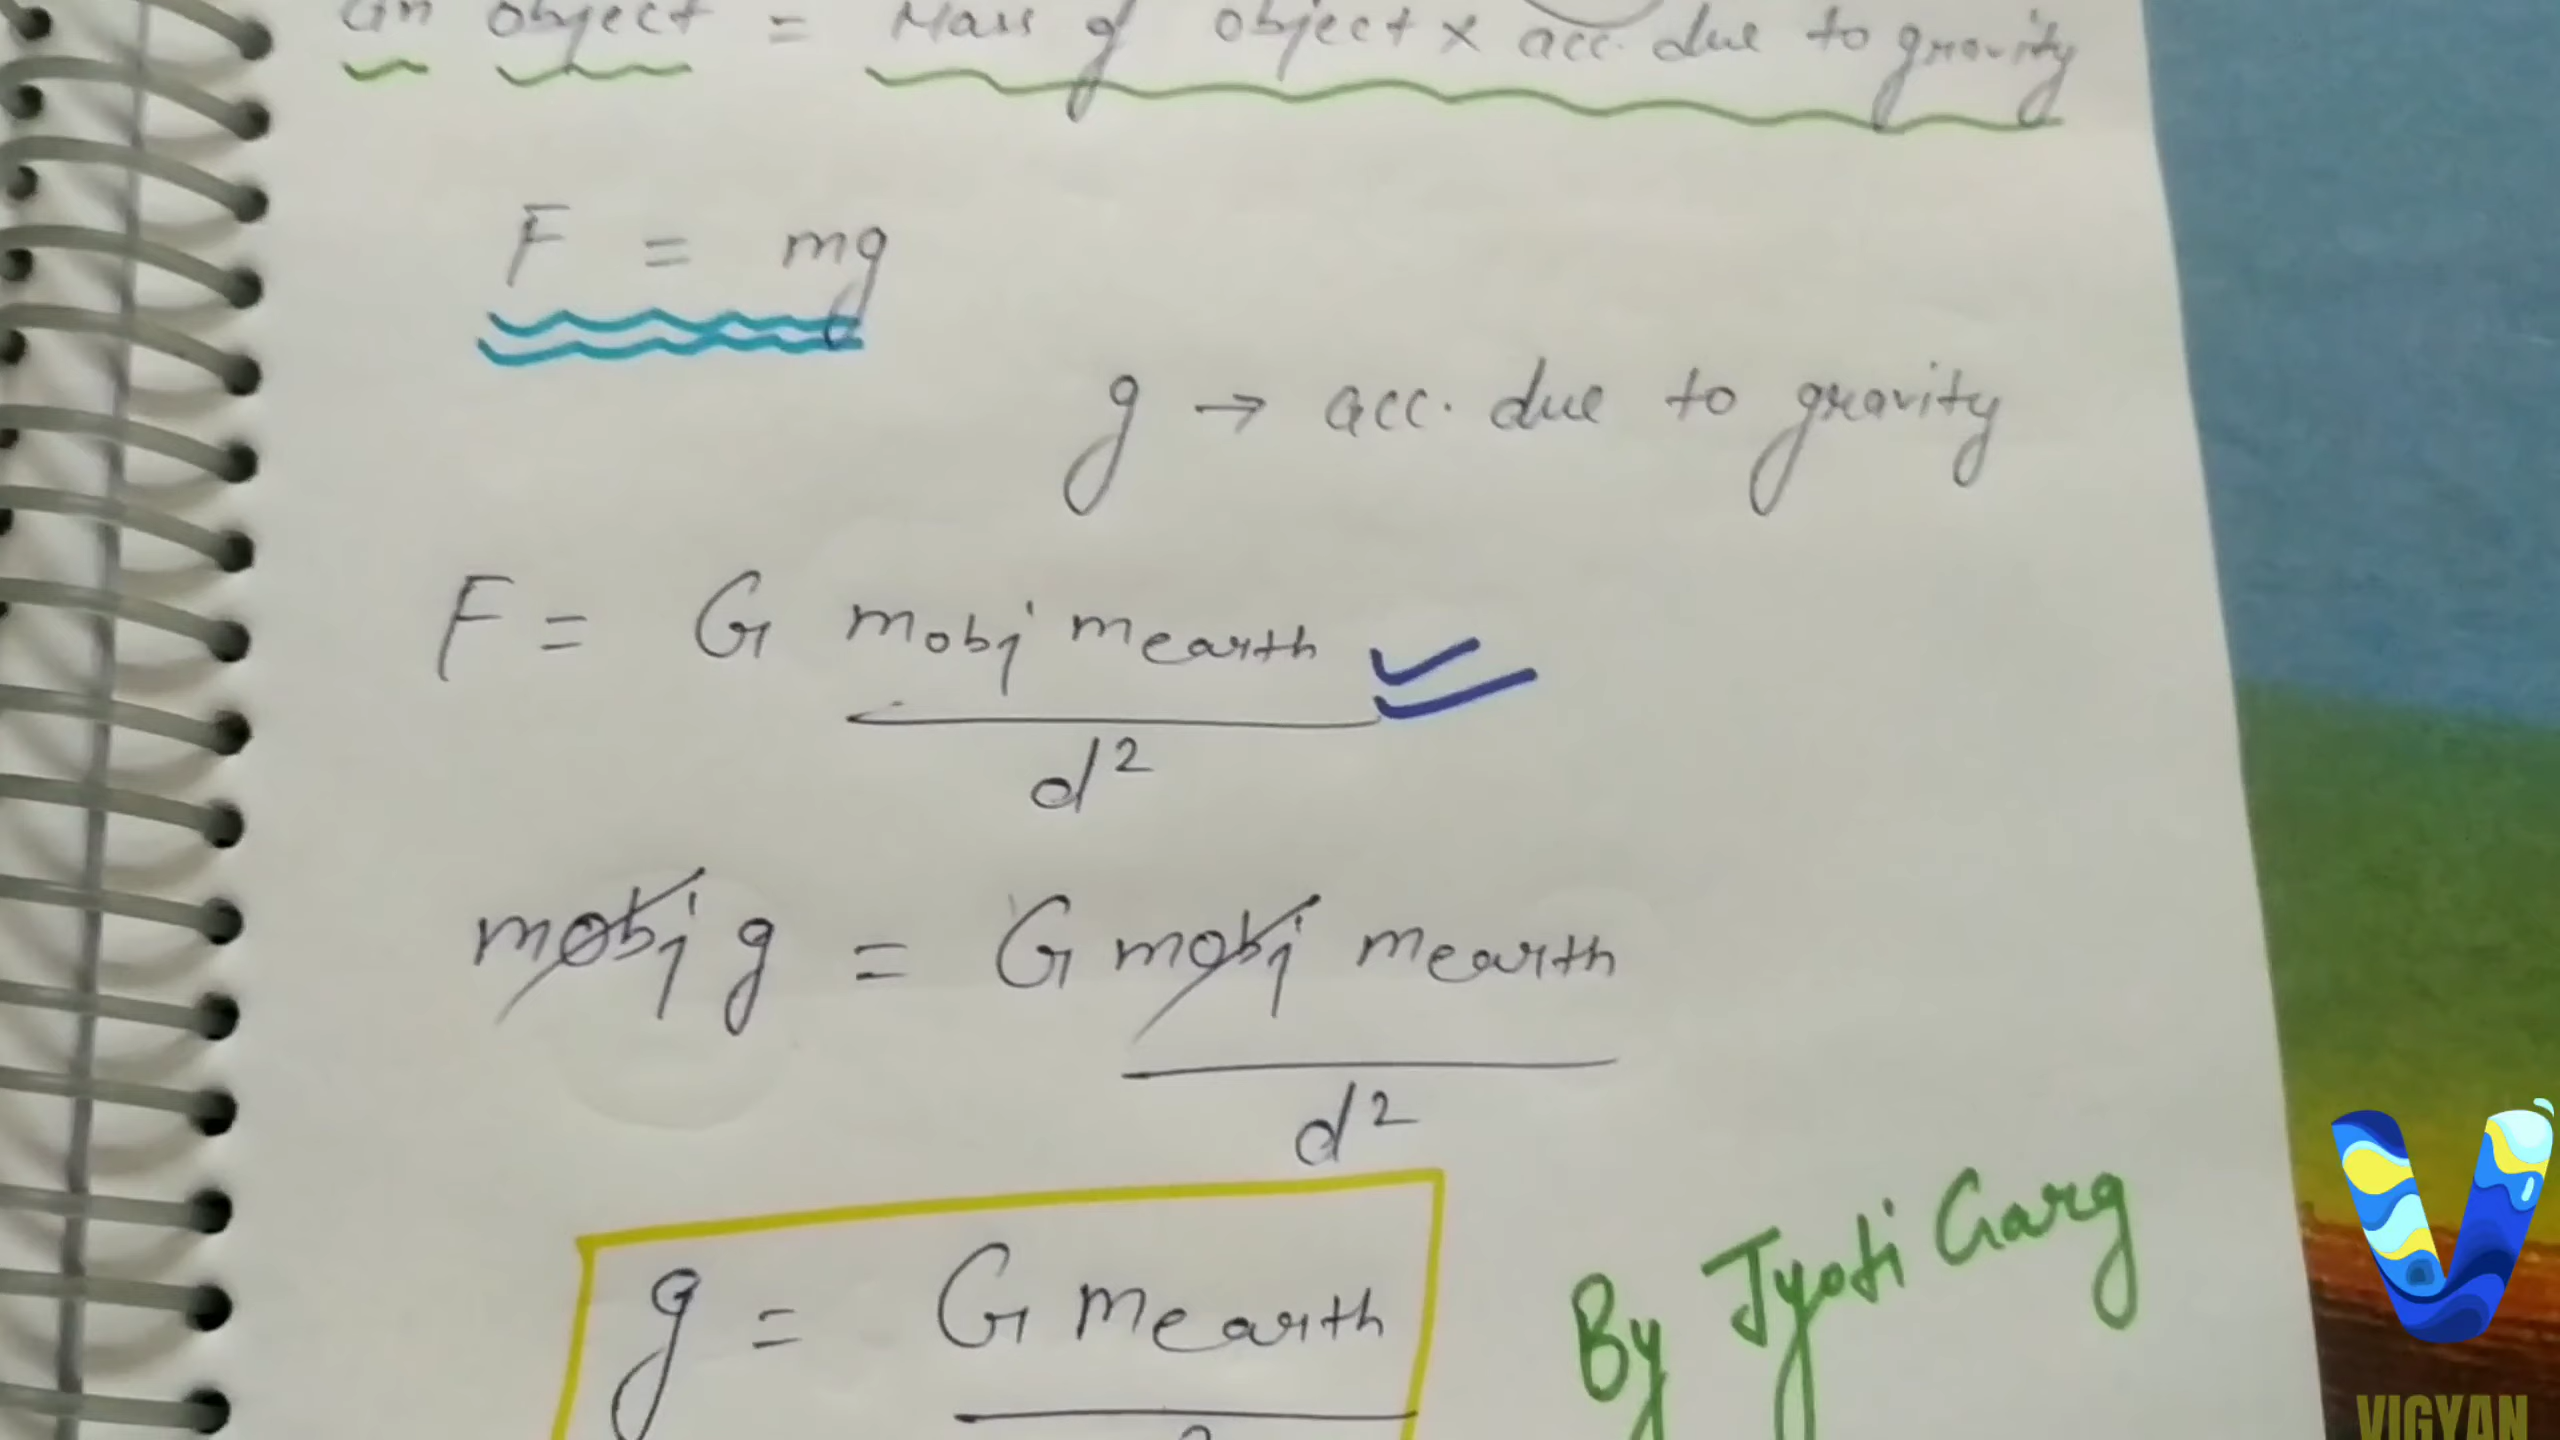 on object = Mass of object x acc. due to gravity
F = mg
g → acc. due to gravity
F = G mobj mearth
d²
mobj g = G mobj mearth
d²
g = G mearth
By Jyoti Garg
VIGYAN